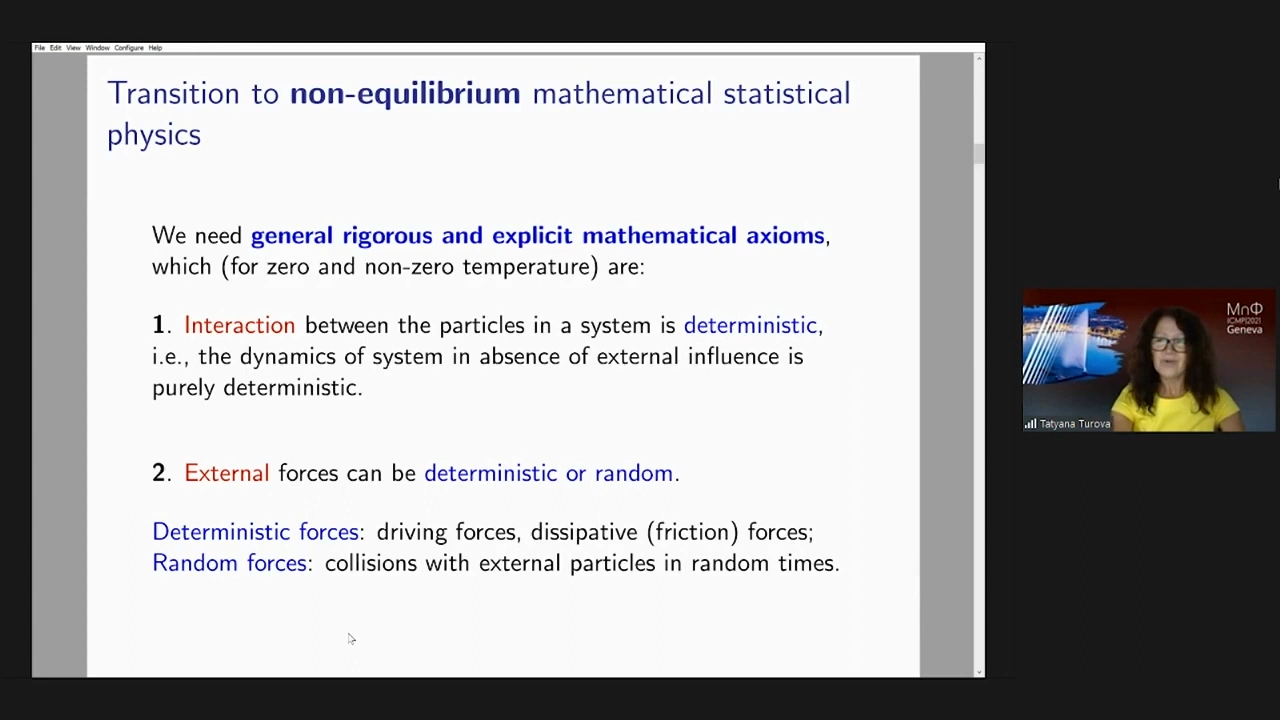 File Edit View Window Configure Help
Transition to non-equilibrium mathematical statistical
physics
We need general rigorous and explicit mathematical axioms,
which (for zero and non-zero temperature) are:
1. Interaction between the particles in a system is deterministic,
i.e., the dynamics of system in absence of external influence is
purely deterministic.
2. External forces can be deterministic or random.
Deterministic forces: driving forces, dissipative (friction) forces;
Random forces: collisions with external particles in random times.
MпФ
ICMP|2021
Geneva
Tatyana Turova